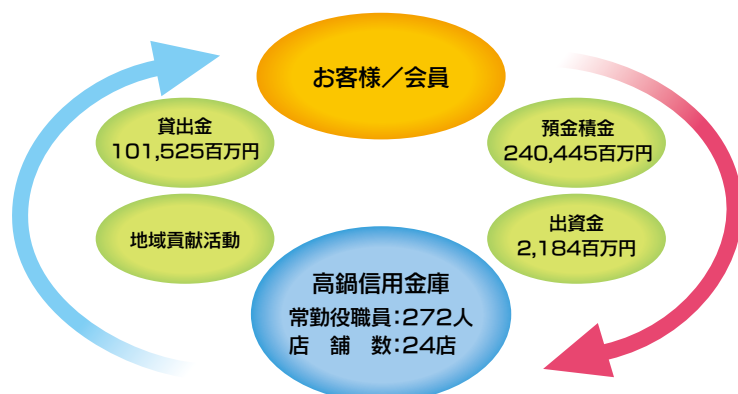 お客様／会員
貸出金
101,525百万円
預金積金
240,445百万円
地域貢献活動
出資金
2,184百万円
高鍋信用金庫
常勤役職員：272人
店　舗　数：24店